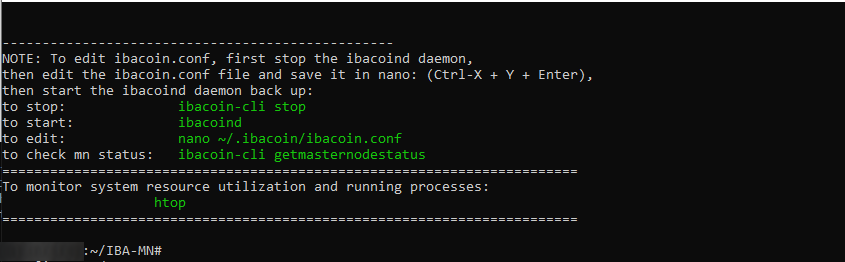 -------------------------------------------------
NOTE: To edit ibacoin.conf, first stop the ibacoind daemon,
then edit the ibacoin.conf file and save it in nano: (Ctrl-X + Y + Enter),
then start the ibacoind daemon back up:
to stop: ibacoin-cli stop
to start: ibacoind
to edit: nano ~/.ibacoin/ibacoin.conf
to check mn status: ibacoin-cli getmasternodestatus
========================================================================
To monitor system resource utilization and running processes:
htop
========================================================================
:~/IBA-MN#